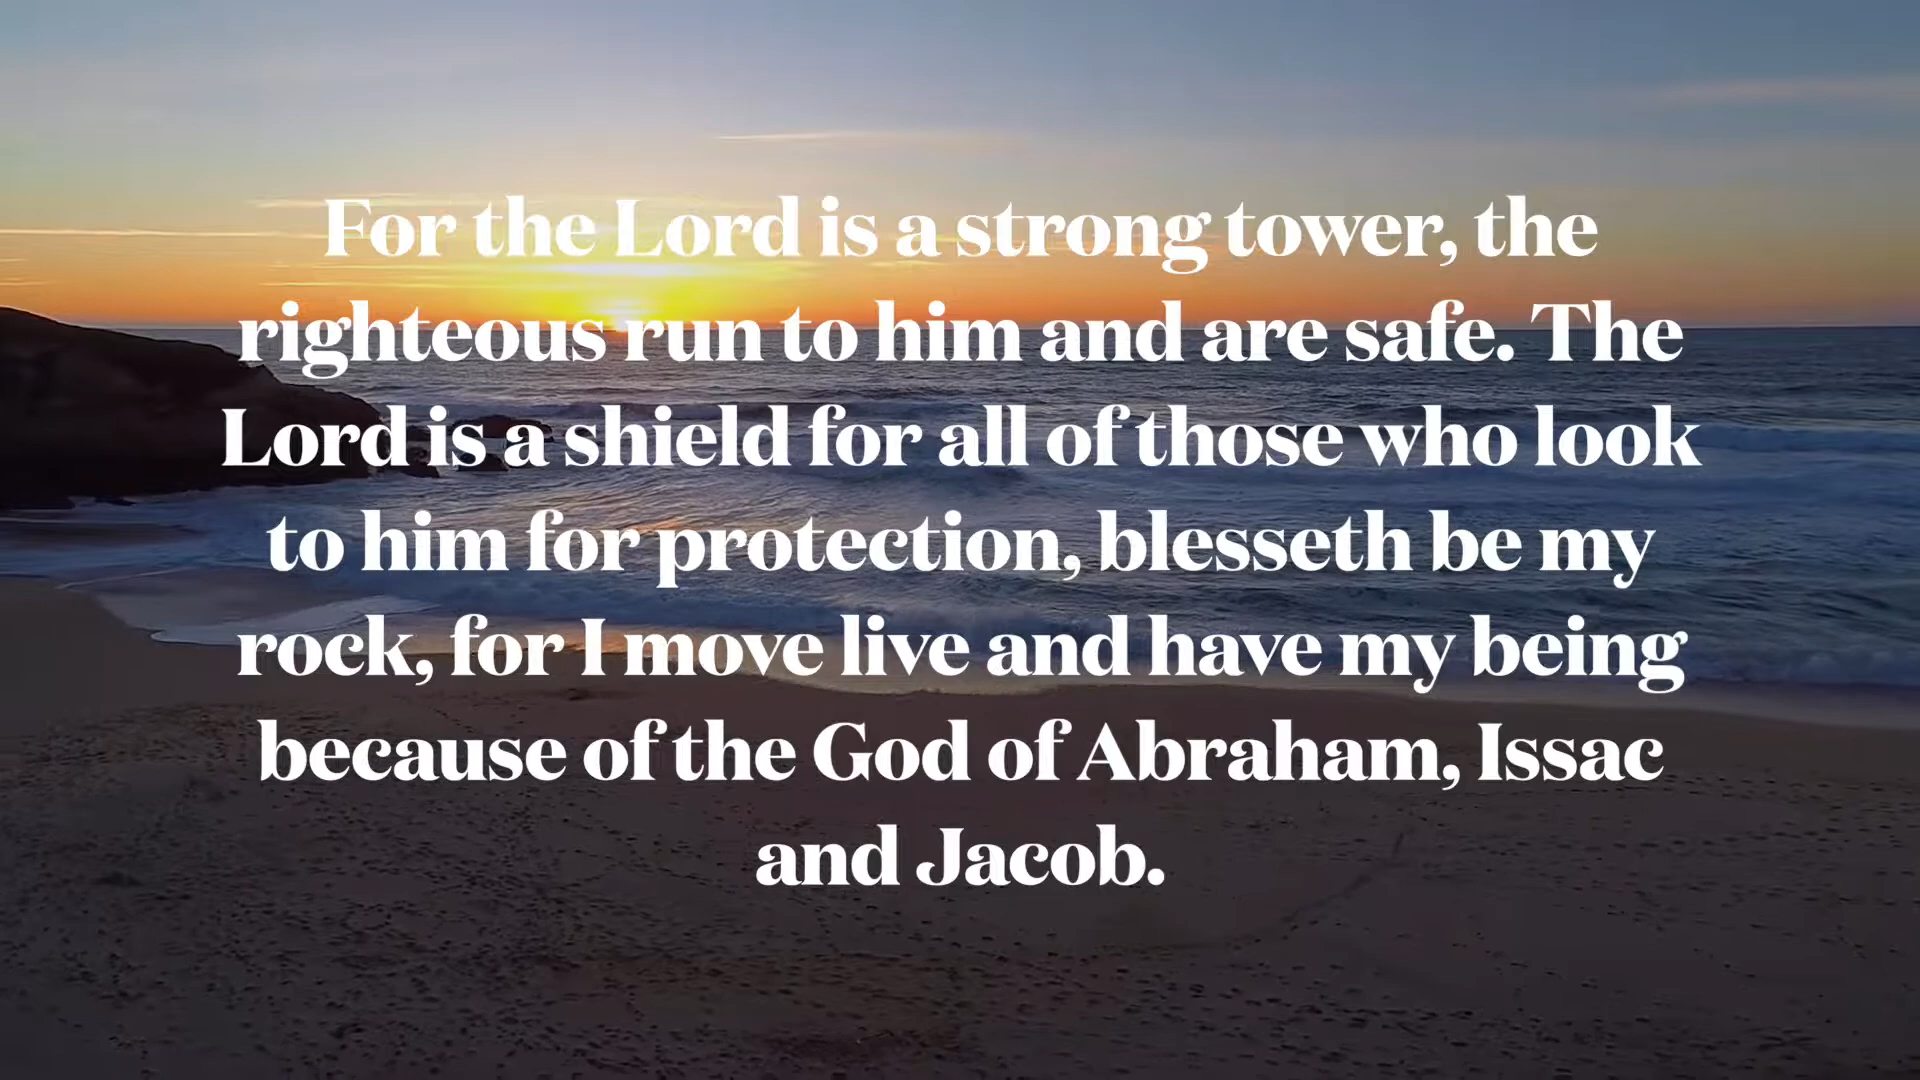 For the Lord is a strong tower, the
righteous run to him and are safe. The
Lord is a shield for all of those who look
to him for protection, blesseth be my
rock, for I move live and have my being
because of the God of Abraham, Issac
and Jacob.